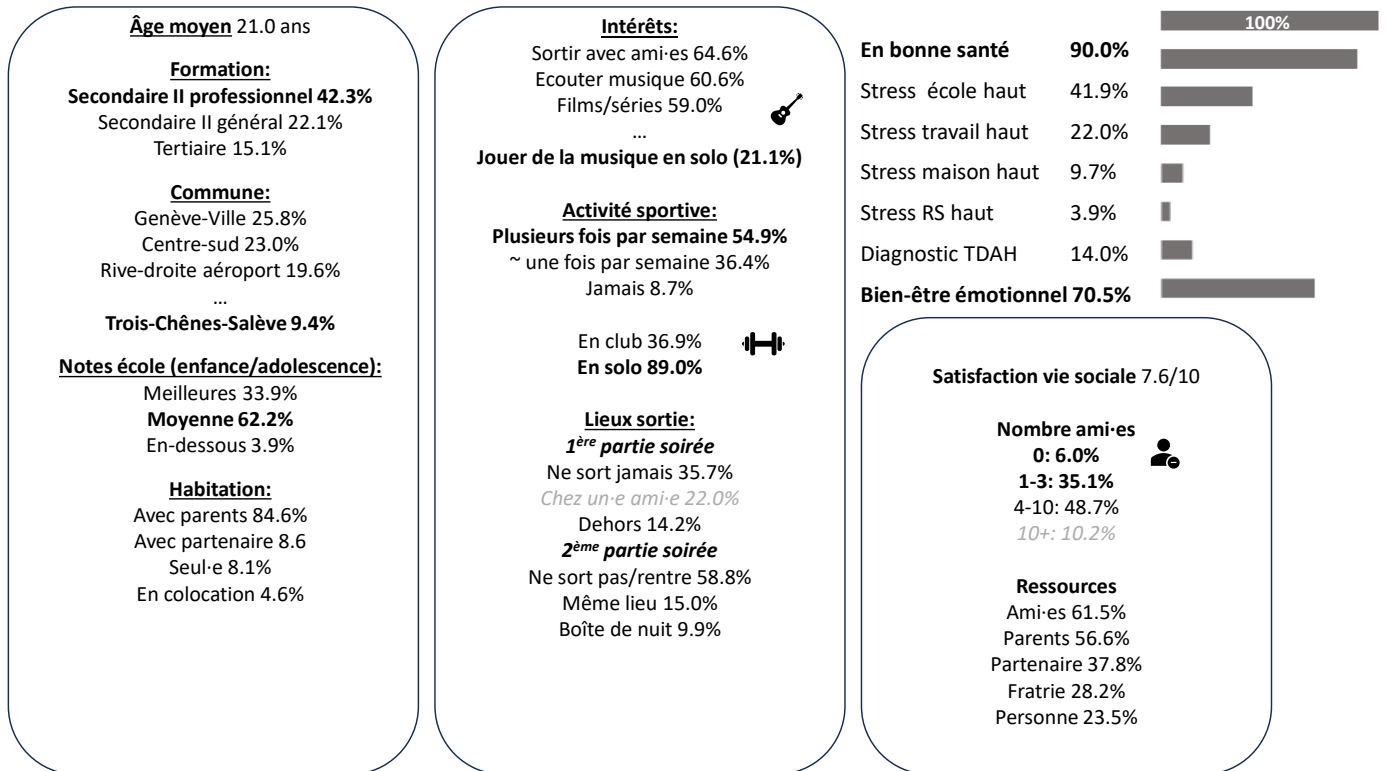 Âge moyen 21.0 ans
Formation:
Secondaire II professionnel 42.3%
Secondaire II général 22.1%
Tertiaire 15.1%
Commune:
Genève-Ville 25.8%
Centre-sud 23.0%
Rive-droite aéroport 19.6%
...
Trois-Chênes-Salève 9.4%
Notes école (enfance/adolescence):
Meilleures 33.9%
Moyenne 62.2%
En-dessous 3.9%
Habitation:
Avec parents 84.6%
Avec partenaire 8.6
Seul·e 8.1%
En colocation 4.6%
Intérêts:
Sortir avec ami·es 64.6%
Ecouter musique 60.6%
Films/séries 59.0%
...
Jouer de la musique en solo (21.1%)
Activité sportive:
Plusieurs fois par semaine 54.9%
~ une fois par semaine 36.4%
Jamais 8.7%
En club 36.9%
En solo 89.0%
Lieux sortie:
1ère partie soirée
Ne sort jamais 35.7%
Chez un·e ami·e 22.0%
Dehors 14.2%
2ème partie soirée
Ne sort pas/rentre 58.8%
Même lieu 15.0%
Boîte de nuit 9.9%
100%
En bonne santé 90.0%
Stress école haut 41.9%
Stress travail haut 22.0%
Stress maison haut 9.7%
Stress RS haut 3.9%
Diagnostic TDAH 14.0%
Bien-être émotionnel 70.5%
Satisfaction vie sociale 7.6/10
Nombre ami·es
0: 6.0%
1-3: 35.1%
4-10: 48.7%
10+: 10.2%
Ressources
Ami·es 61.5%
Parents 56.6%
Partenaire 37.8%
Fratrie 28.2%
Personne 23.5%